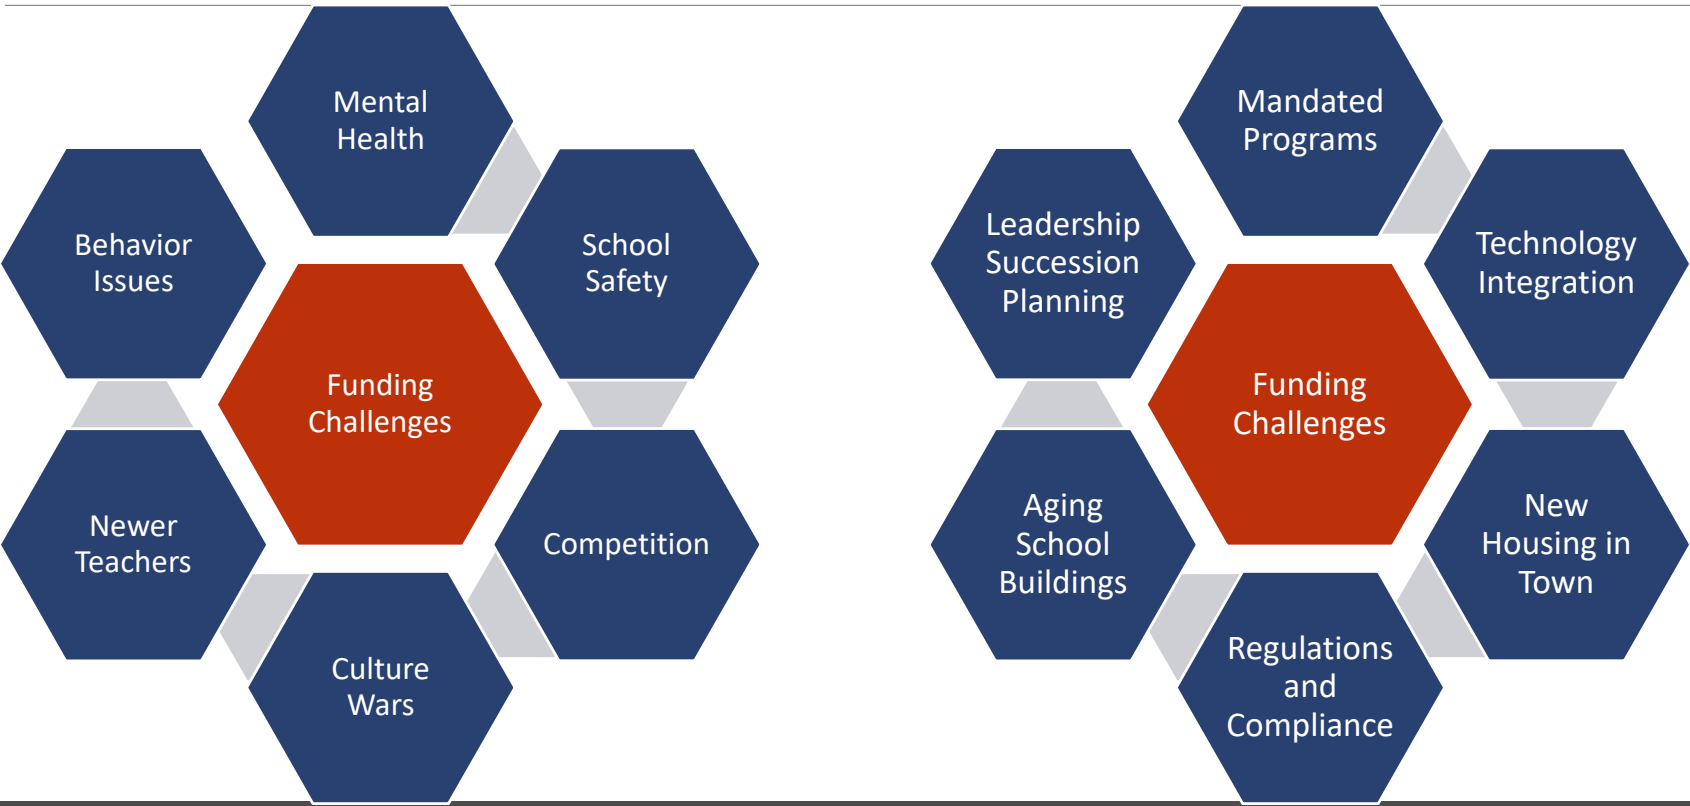 Mental
Health
School
Safety
Competition
Culture
Wars
Newer
Teachers
Behavior
Issues
Funding
Challenges
Mandated
Programs
Technology
Integration
New
Housing in
Town
Regulations
and
Compliance
Aging
School
Buildings
Leadership
Succession
Planning
Funding
Challenges